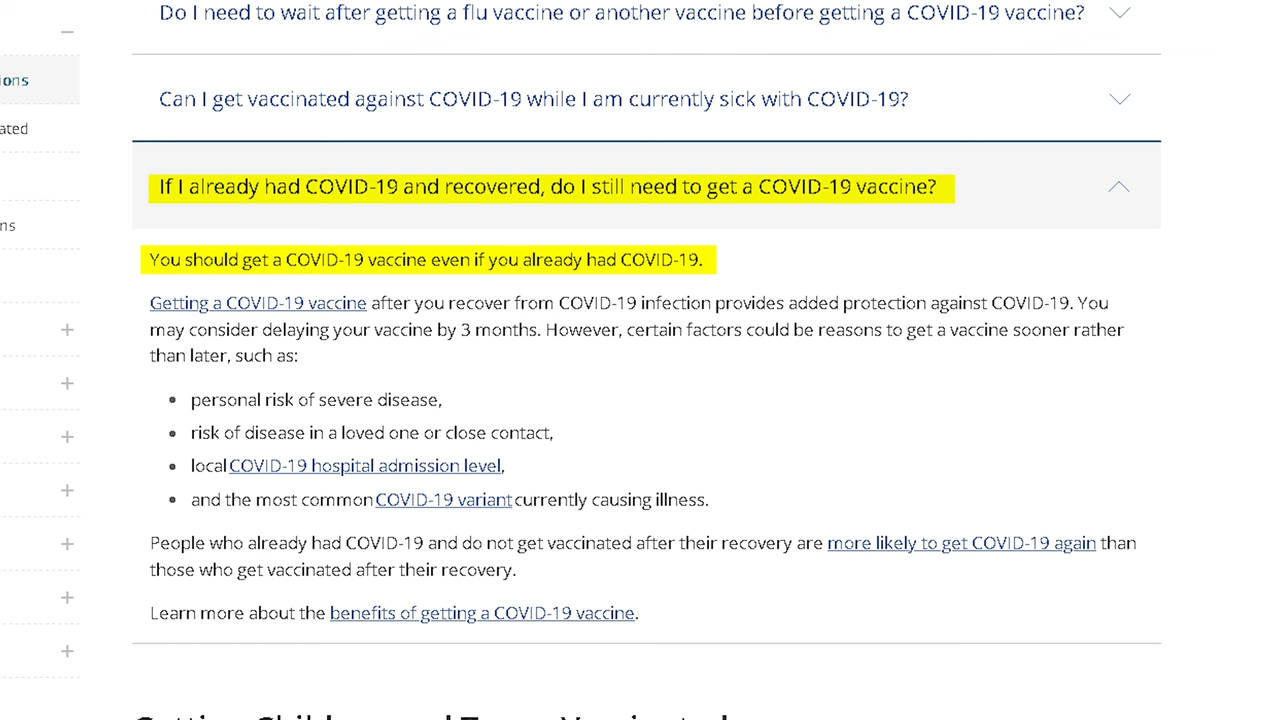 Do I need to wait after getting a flu vaccine or another vaccine before getting a COVID-19 vaccine?
ions
Can I get vaccinated against COVID-19 while I am currently sick with COVID-19?
ated
If I already had COVID-19 and recovered, do I still need to get a COVID-19 vaccine?
ns
You should get a COVID-19 vaccine even if you already had COVID-19.
Getting a COVID-19 vaccine after you recover from COVID-19 infection provides added protection against COVID-19. You
may consider delaying your vaccine by 3 months. However, certain factors could be reasons to get a vaccine sooner rather
than later, such as:
• personal risk of severe disease,
• risk of disease in a loved one or close contact,
• local COVID-19 hospital admission level,
• and the most common COVID-19 variant currently causing illness.
People who already had COVID-19 and do not get vaccinated after their recovery are more likely to get COVID-19 again than
those who get vaccinated after their recovery.
Learn more about the benefits of getting a COVID-19 vaccine.